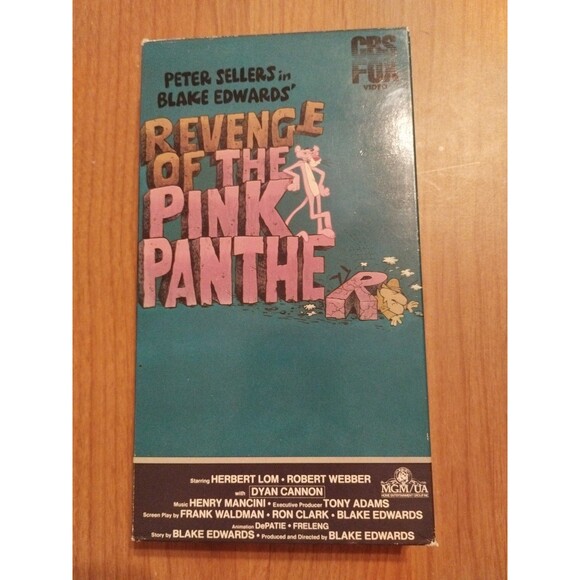 CBS
FOX
VIDEO
PETER SELLERS in
BLAKE EDWARDS'
REVENGE
OF THE
PINK
PANTHER
Starring HERBERT LOM • ROBERT WEBBER
with DYAN CANNON
Music HENRY MANCINI • Executive Producer TONY ADAMS
Screen Play by FRANK WALDMAN • RON CLARK • BLAKE EDWARDS
Animation DePATIE • FRELENG
Story by BLAKE EDWARDS • Produced and Directed by BLAKE EDWARDS
MGM/UA